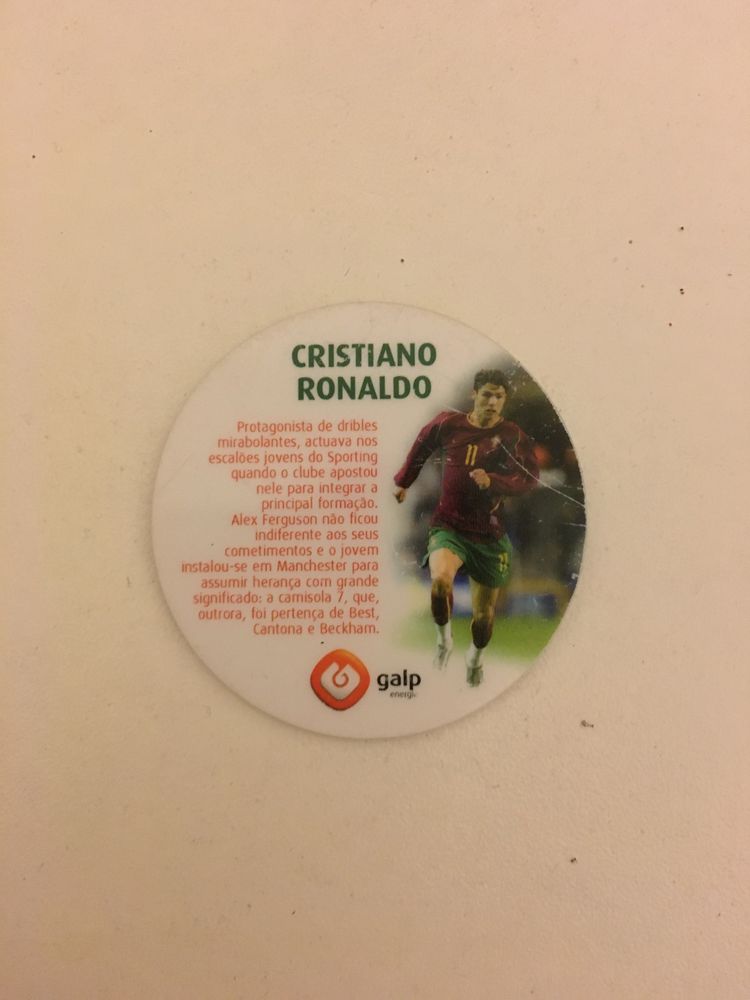 CRISTIANO
RONALDO
Protagonista de dribles
mirabolantes, actuava nos
escalões jovens do Sporting
quando o clube apostou
nele para integrar a
principal formação.
Alex Ferguson não ficou
indiferente aos seus
cometimentos e o jovem
instalou-se em Manchester para
assumir herança com grande
significado: a camisola 7, que,
outrora, foi pertença de Best,
Cantona e Beckham.
11
11
galp
energia